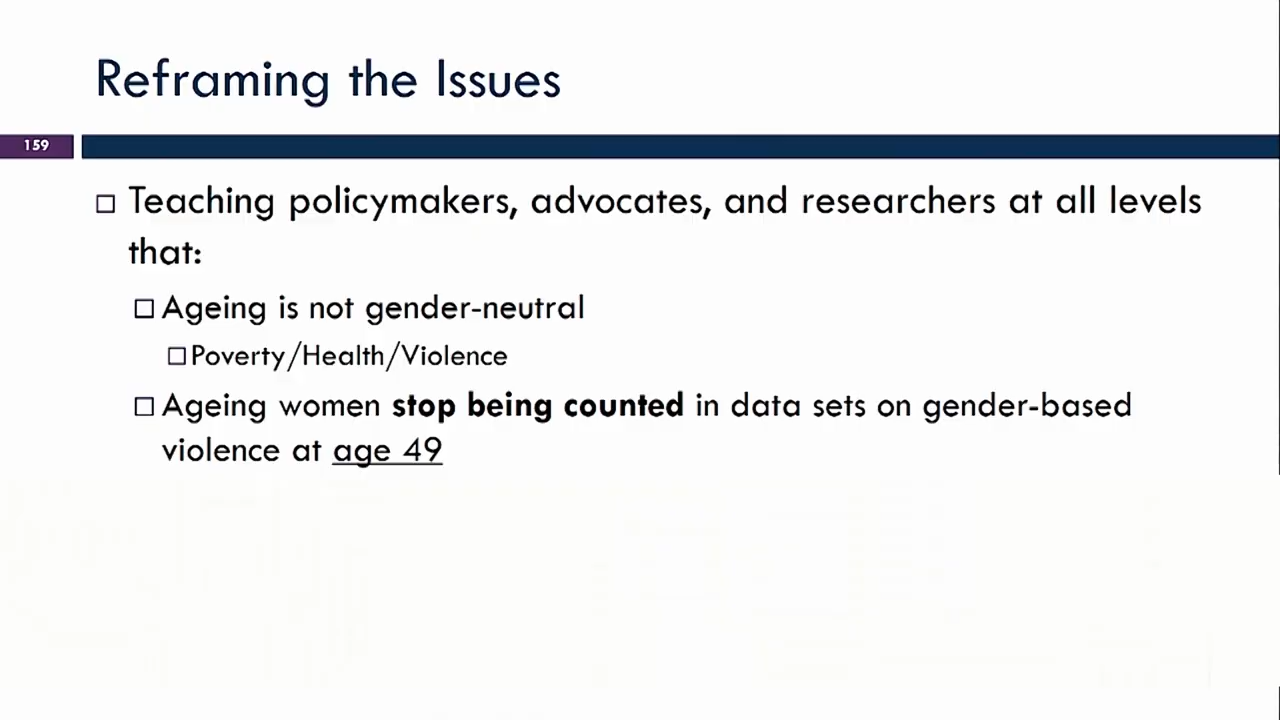 Reframing the Issues
159
Teaching policymakers, advocates, and researchers at all levels
that:
Ageing is not gender-neutral
Poverty/Health/Violence
Ageing women stop being counted in data sets on gender-based
violence at age 49